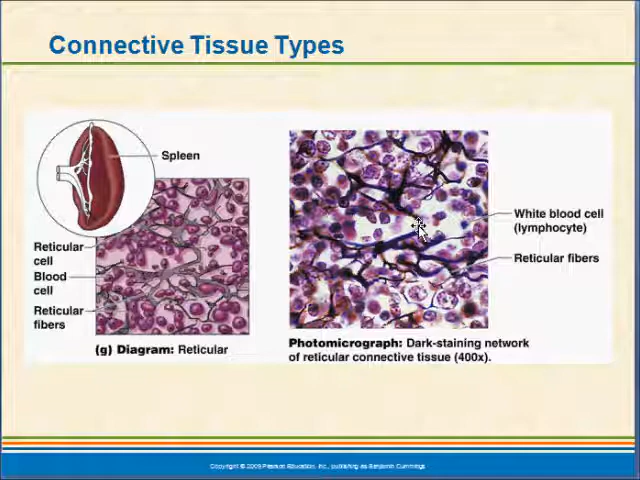 Connective Tissue Types
Spleen
Reticular
cell
Blood
cell
Reticular
fibers
(g) Diagram: Reticular
White blood cell
(lymphocyte)
Reticular fibers
Photomicrograph: Dark-staining network
of reticular connective tissue (400x).
Copyright © 2009 Pearson Education, Inc., publishing as Benjamin Cummings